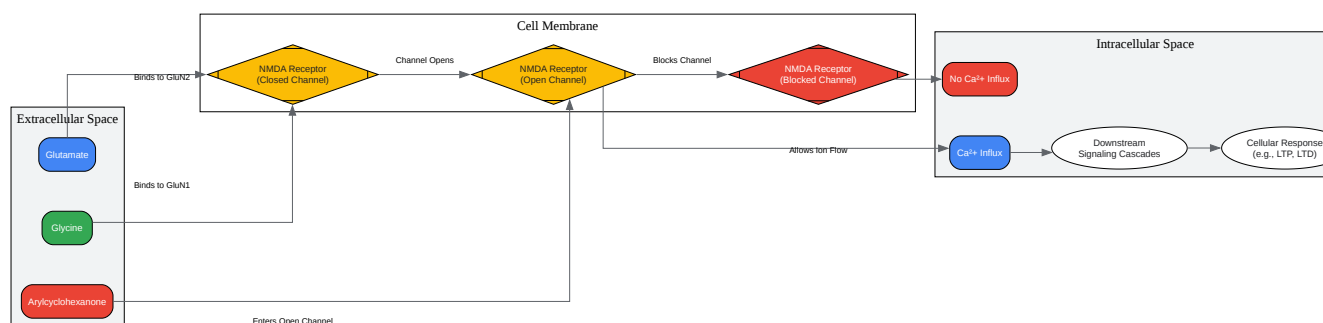 Cell Membrane
Intracellular Space
NMDA Receptor
(Closed Channel)
Channel Opens
NMDA Receptor
(Open Channel)
Blocks Channel
NMDA Receptor
(Blocked Channel)
No Ca²+ Influx
Binds to GluN2
Extracellular Space
Glutamate
Allows Ion Flow
Ca²+ Influx
Downstream
Signaling Cascades
Cellular Response
(e.g., LTP, LTD)
Binds to GluN1
Glycine
Arylcyclohexanone
Enters Open Channel